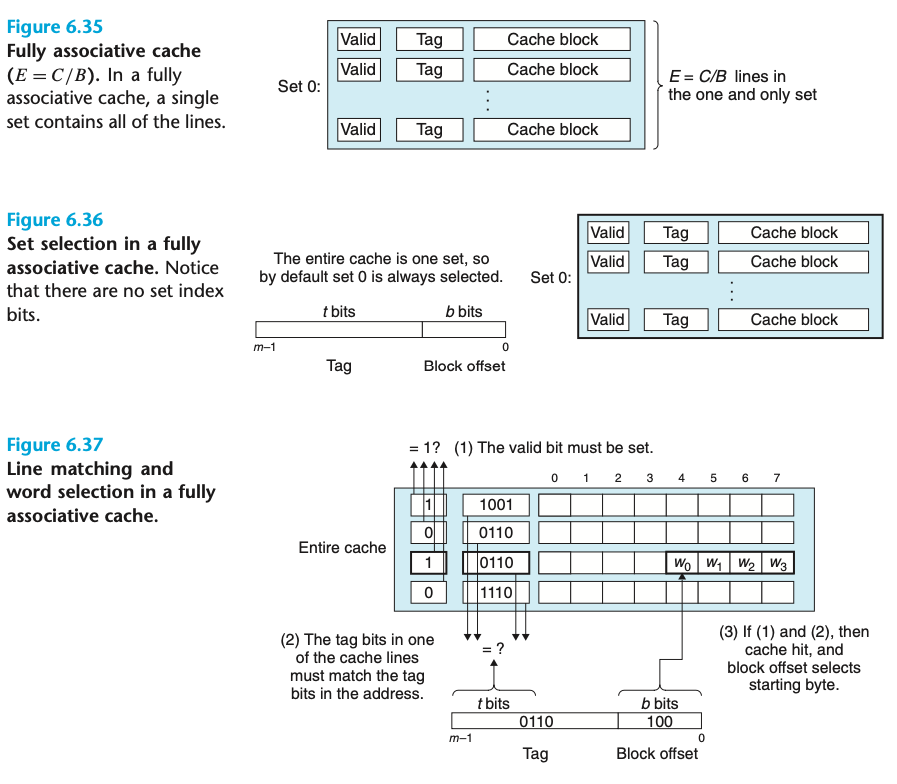 Figure 6.35
Fully associative cache
(E = C/B). In a fully
associative cache, a single
set contains all of the lines.
Set 0:
Valid Tag Cache block
Valid Tag Cache block
⋮
Valid Tag Cache block
E = C/B lines in
the one and only set
Figure 6.36
Set selection in a fully
associative cache. Notice
that there are no set index
bits.
The entire cache is one set, so
by default set 0 is always selected.
t bits b bits
m–1 0
Tag Block offset
Set 0:
Valid Tag Cache block
Valid Tag Cache block
⋮
Valid Tag Cache block
Figure 6.37
Line matching and
word selection in a fully
associative cache.
= 1? (1) The valid bit must be set.
0 1 2 3 4 5 6 7
Entire cache
1 1001
0 0110
1 0110 w0 w1 w2 w3
0 1110
(2) The tag bits in one
of the cache lines
must match the tag
bits in the address.
= ?
(3) If (1) and (2), then
cache hit, and
block offset selects
starting byte.
t bits b bits
0110 100
m–1 0
Tag Block offset